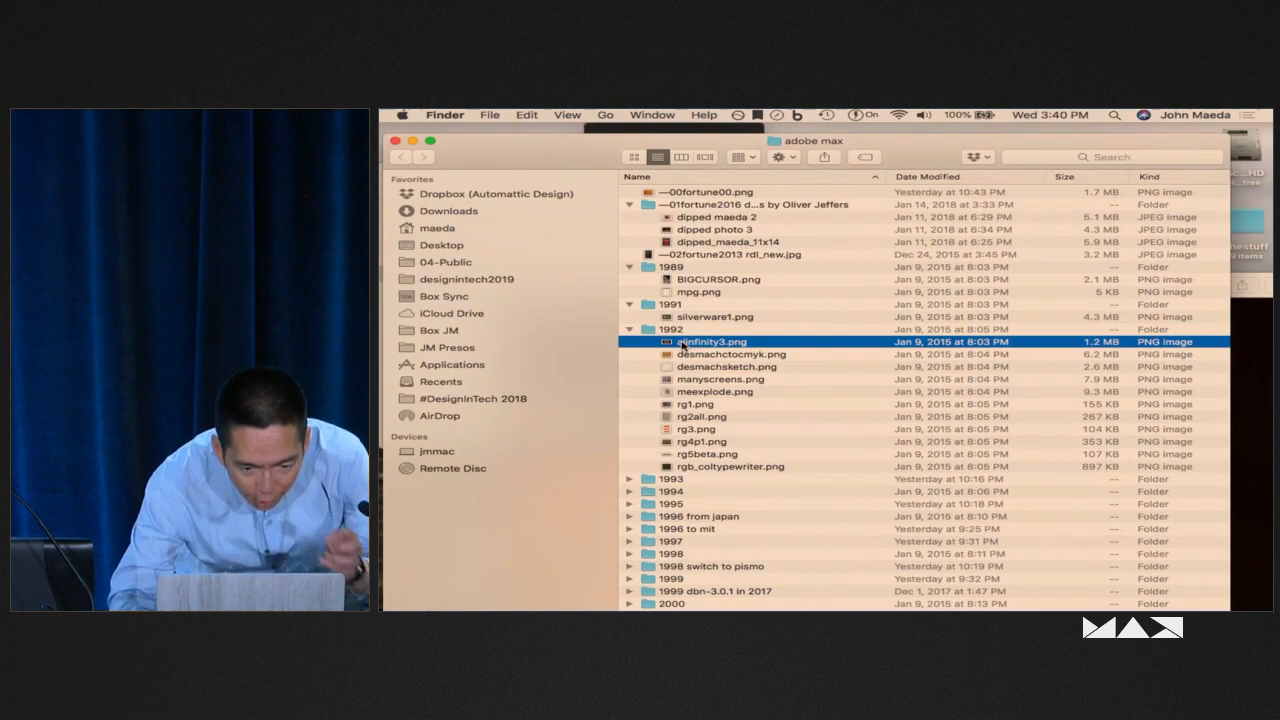 Finder File Edit View Go Window Help On 100% Wed 3:40 PM John Maeda
adobe max
Search
Favorites
Dropbox (Automattic Design)
Downloads
maeda
Desktop
04-Public
designintech2019
Box Sync
iCloud Drive
Box JM
JM Presos
Applications
Recents
#DesignInTech 2018
AirDrop
Devices
jmmac
Remote Disc
Name Date Modified Size Kind
—00fortune00.png Yesterday at 10:43 PM 1.7 MB PNG image
—01fortune2016 d...s by Oliver Jeffers Jan 14, 2018 at 3:33 PM -- Folder
dipped maeda 2 Jan 11, 2018 at 6:29 PM 5.1 MB JPEG image
dipped photo 3 Jan 11, 2018 at 6:34 PM 4.3 MB JPEG image
dipped_maeda_11x14 Jan 11, 2018 at 6:25 PM 5.9 MB JPEG image
—02fortune2013 rdl_new.jpg Dec 24, 2015 at 3:45 PM 3.2 MB JPEG image
1989 Jan 9, 2015 at 8:03 PM -- Folder
BIGCURSOR.png Jan 9, 2015 at 8:03 PM 2.1 MB PNG image
mpg.png Jan 9, 2015 at 8:03 PM 5 KB PNG image
1991 Jan 9, 2015 at 8:03 PM -- Folder
silverware1.png Jan 9, 2015 at 8:03 PM 4.3 MB PNG image
1992 Jan 9, 2015 at 8:05 PM -- Folder
Jan 9, 2015 at 8:03 PM 1.2 MB PNG image
desmachctocmyk.png Jan 9, 2015 at 8:04 PM 6.2 MB PNG image
desmachsketch.png Jan 9, 2015 at 8:04 PM 2.6 MB PNG image
manyscreens.png Jan 9, 2015 at 8:04 PM 7.9 MB PNG image
meexplode.png Jan 9, 2015 at 8:04 PM 9.3 MB PNG image
rg1.png Jan 9, 2015 at 8:05 PM 155 KB PNG image
rg2all.png Jan 9, 2015 at 8:05 PM 267 KB PNG image
rg3.png Jan 9, 2015 at 8:05 PM 104 KB PNG image
rg4p1.png Jan 9, 2015 at 8:05 PM 353 KB PNG image
rg5beta.png Jan 9, 2015 at 8:05 PM 107 KB PNG image
rgb_coltypewriter.png Jan 9, 2015 at 8:05 PM 897 KB PNG image
1993 Yesterday at 10:16 PM -- Folder
1994 Jan 9, 2015 at 8:06 PM -- Folder
1995 Yesterday at 10:18 PM -- Folder
1996 from japan Jan 9, 2015 at 8:10 PM -- Folder
1996 to mit Yesterday at 9:25 PM -- Folder
1997 Yesterday at 9:31 PM -- Folder
1998 Jan 9, 2015 at 8:11 PM -- Folder
1998 switch to pismo Yesterday at 10:19 PM -- Folder
1999 Yesterday at 9:32 PM -- Folder
1999 dbn-3.0.1 in 2017 Dec 1, 2017 at 1:47 PM -- Folder
2000 Jan 9, 2015 at 8:13 PM -- Folder
MAX